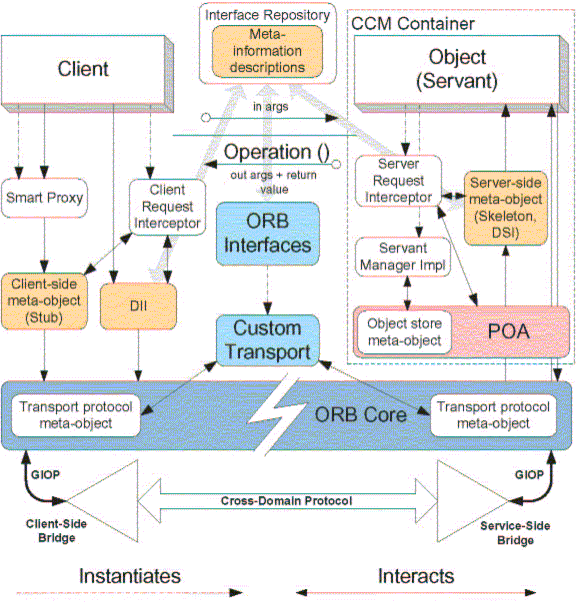 Interface Repository
Meta-
information
descriptions
CCM Container
Client
Object
(Servant)
in args
Operation ()
out args + return
value
Smart Proxy
Client
Request
Interceptor
Server
Request
Interceptor
Server-side
meta-object
(Skeleton,
DSI)
ORB
Interfaces
Servant
Manager Impl
Client-side
meta-object
(Stub)
DII
Custom
Transport
Object store
meta-object
POA
Transport protocol
meta-object
ORB Core
Transport protocol
meta-object
GIOP
GIOP
Cross-Domain Protocol
Client-Side
Bridge
Service-Side
Bridge
Instantiates
Interacts